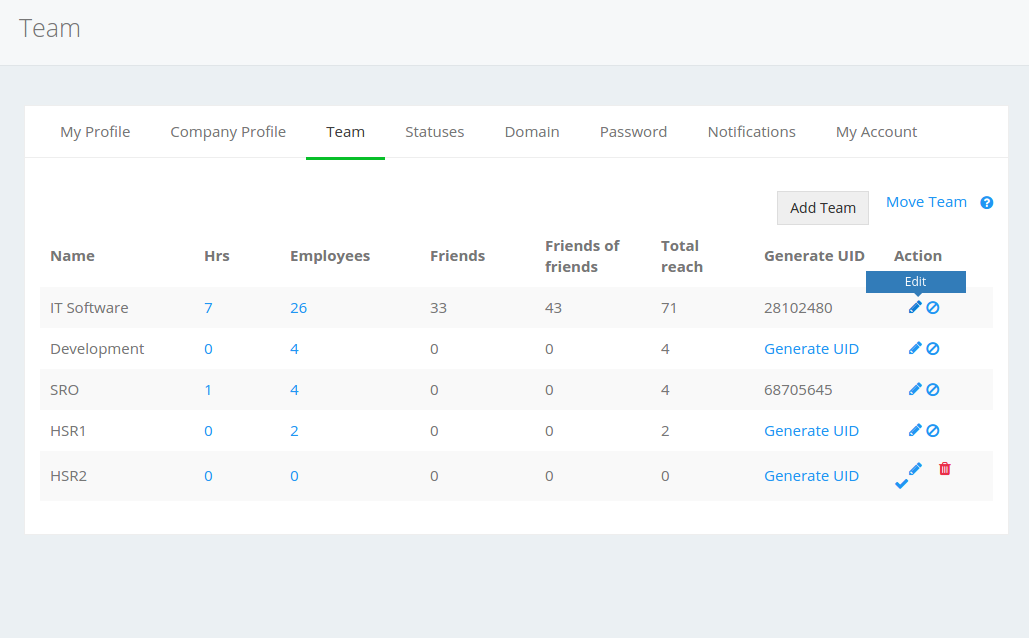 Team
My Profile Company Profile Team Statuses Domain Password Notifications My Account
Add Team Move Team ?
Name Hrs Employees Friends Friends of friends Total reach Generate UID Action
Edit
IT Software 7 26 33 43 71 28102480
Development 0 4 0 0 4 Generate UID
SRO 1 4 0 0 4 68705645
HSR1 0 2 0 0 2 Generate UID
HSR2 0 0 0 0 0 Generate UID